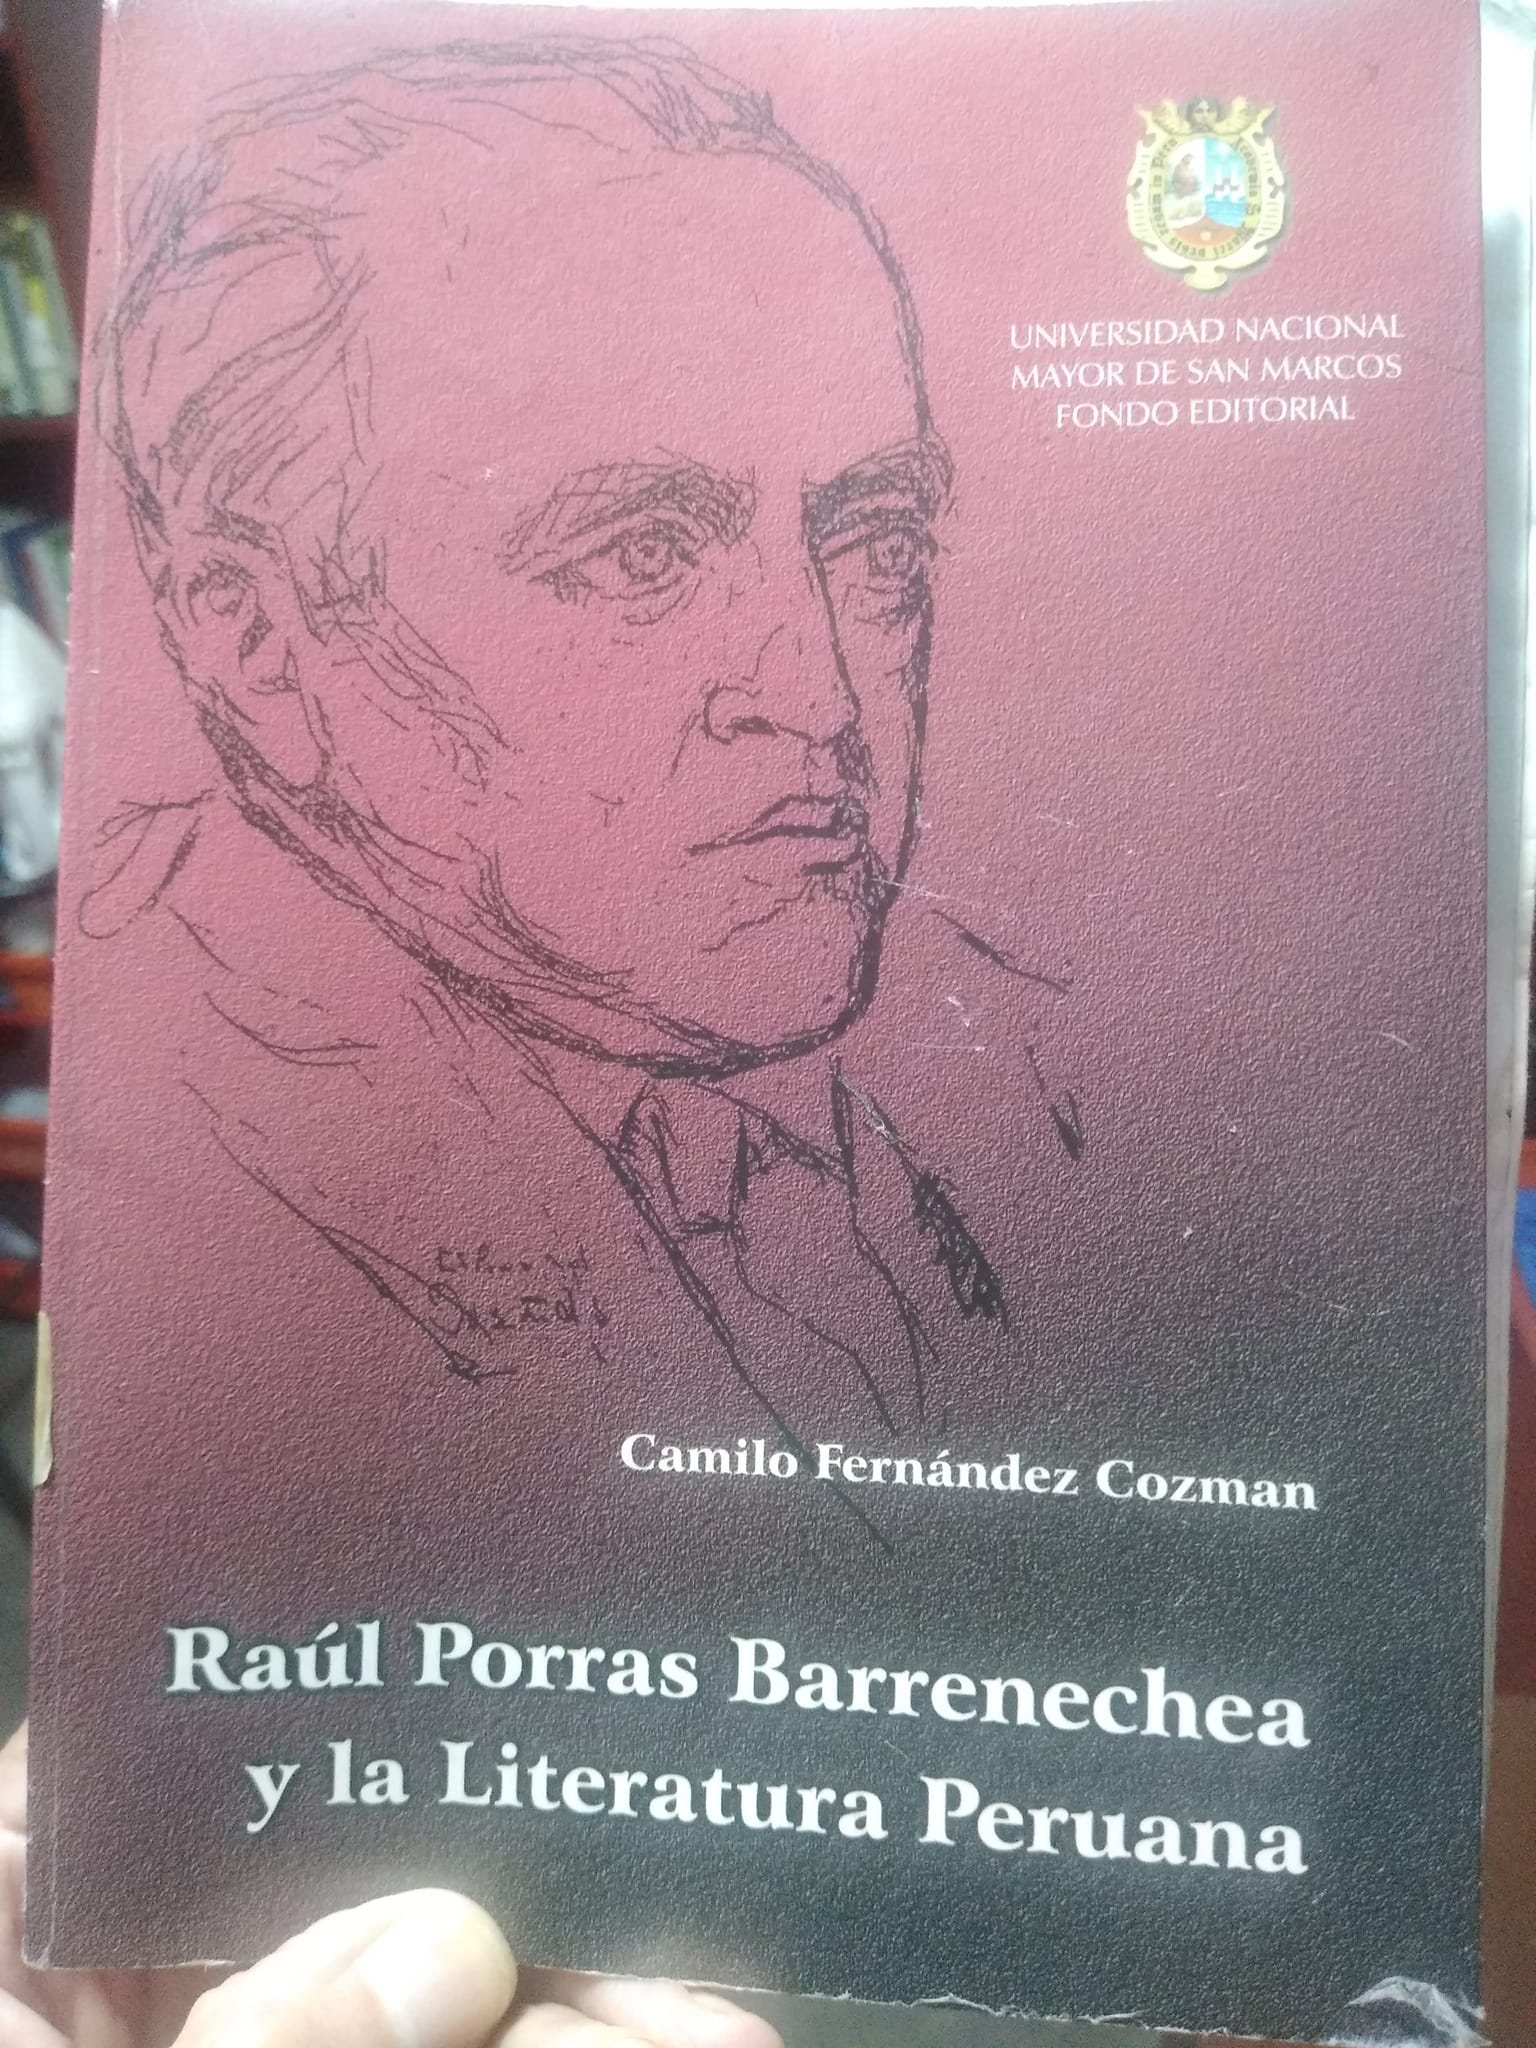 UNIVERSIDAD NACIONAL
MAYOR DE SAN MARCOS
FONDO EDITORIAL
Camilo Fernández Cozman
Raúl Porras Barrenechea
y la Literatura Peruana